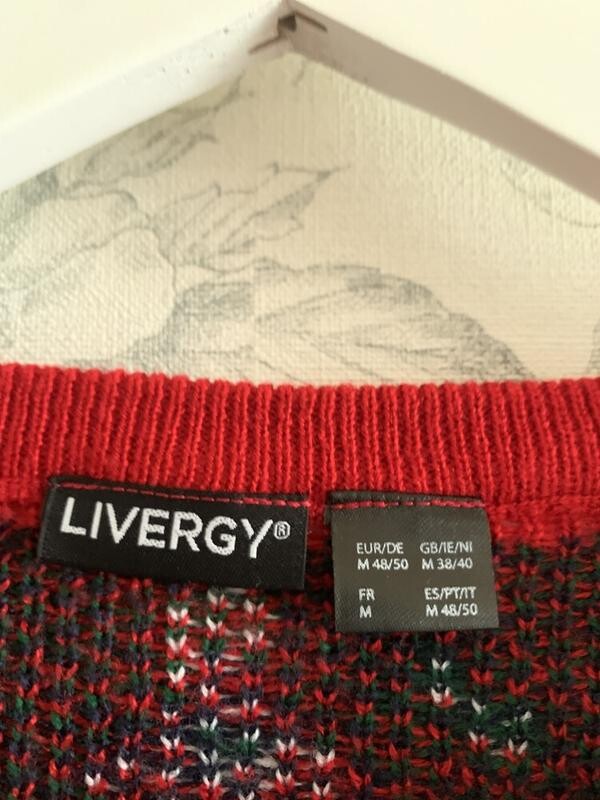 LIVERGY®
EUR/DE GB/IE/NI
M 48/50 M 38/40
FR ES/PT/IT
M M 48/50